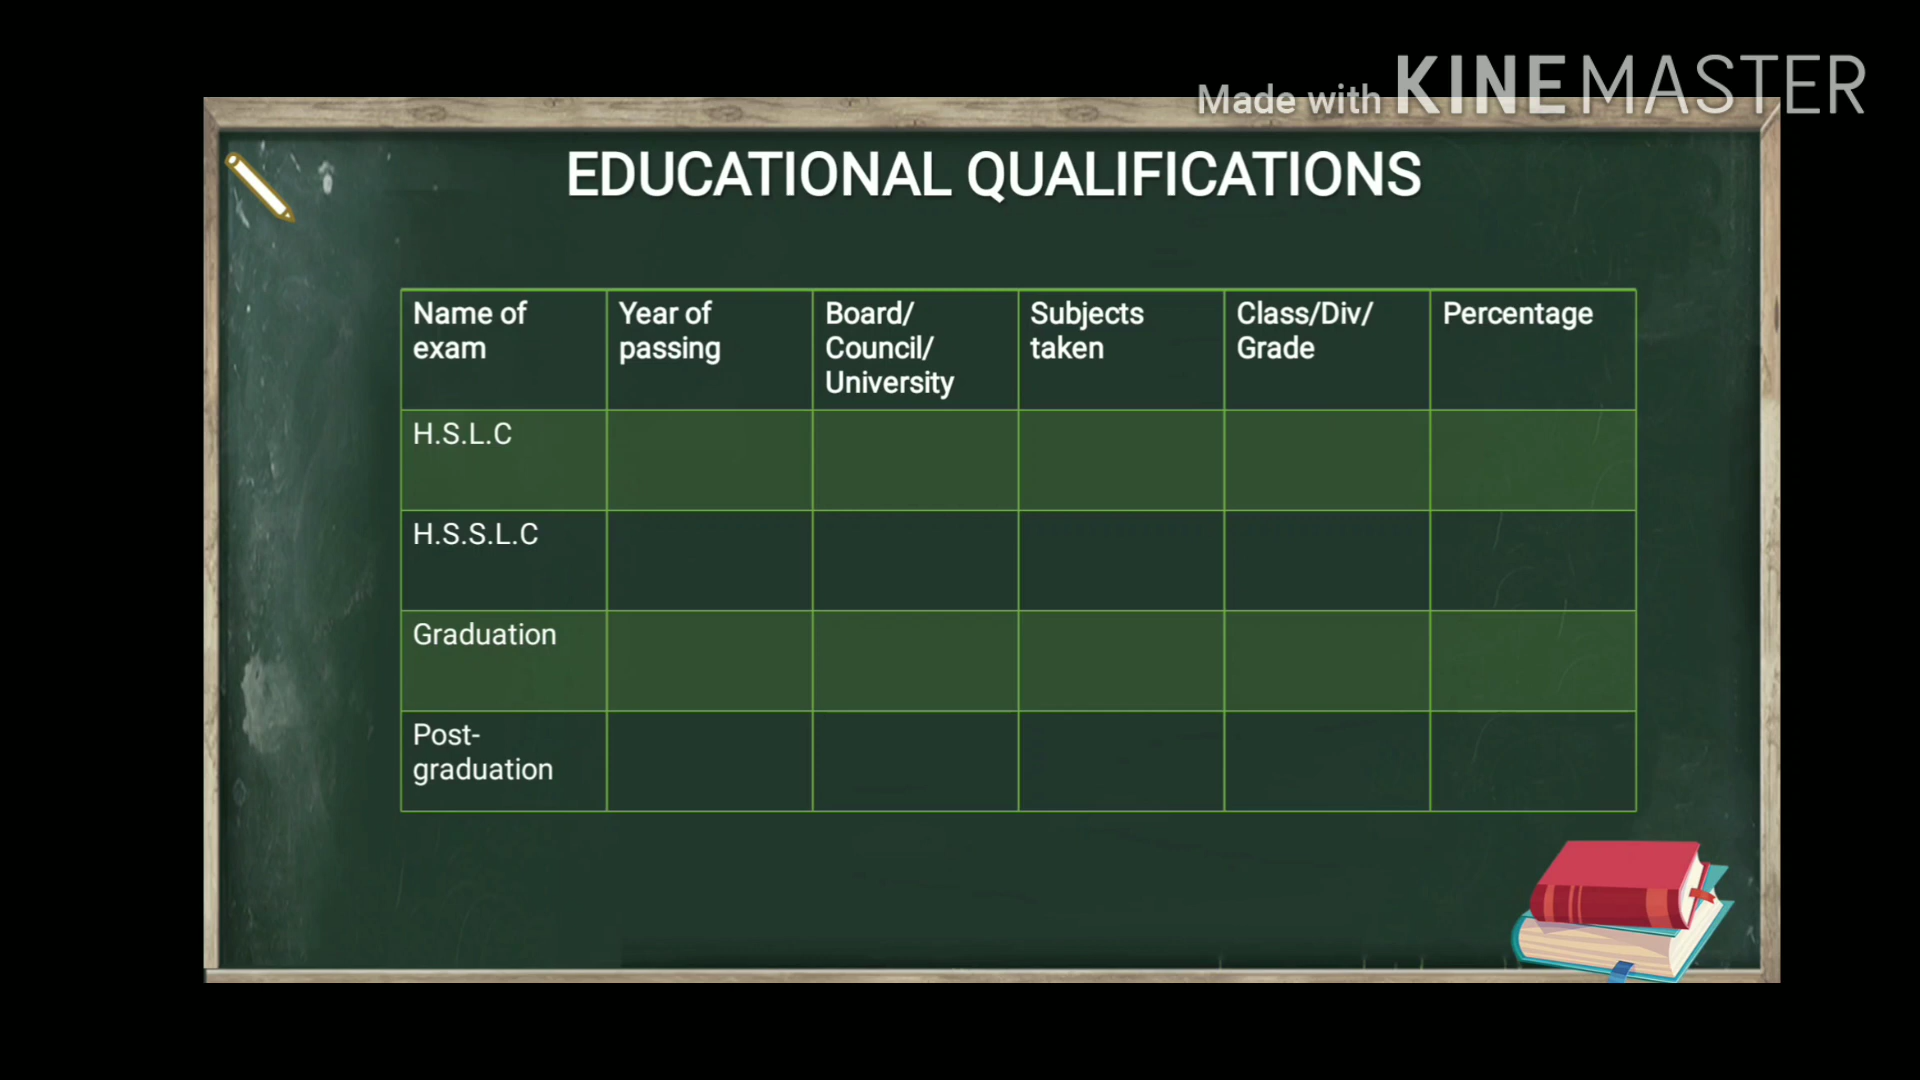 Made with KINEMASTER
EDUCATIONAL QUALIFICATIONS
Name of exam
Year of passing
Board/ Council/ University
Subjects taken
Class/Div/ Grade
Percentage
H.S.L.C
H.S.S.L.C
Graduation
Post-
graduation